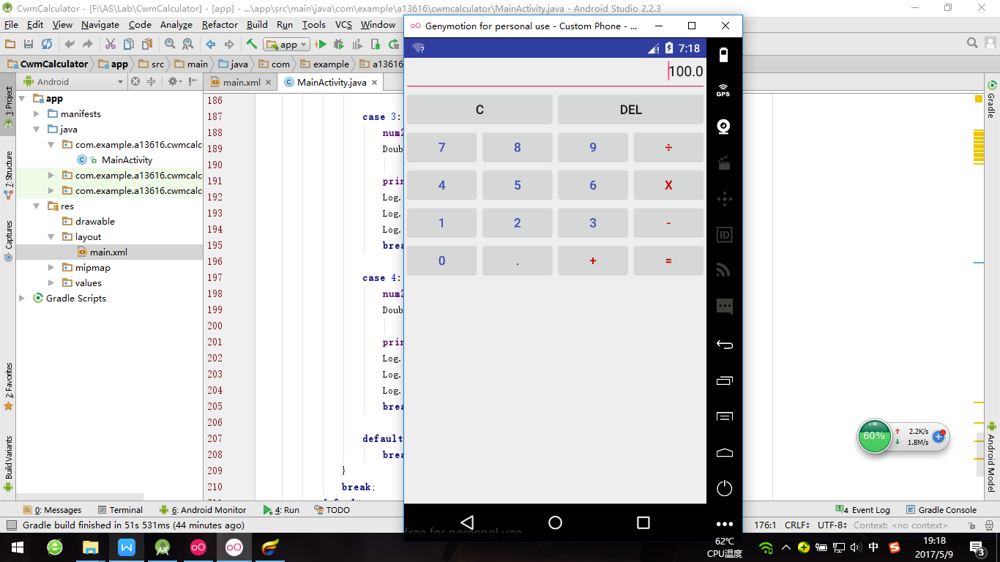 CwmCalculator - [F:\AS\Lab\CwmCalculator] - [app] - ...\app\src\main\java\com\example\a13616\cwmcalculator\MainActivity.java - Android Studio 2.2.3
File Edit View Navigate Code Analyze Refactor Build Run Tools VCS Window
app
CwmCalculator app src main java com example a13616
Android
main.xml
MainActivity.java
1: Project
7: Structure
Captures
2: Favorites
Build Variants
app
manifests
java
com.example.a13616.cwmcalc
MainActivity
com.example.a13616.cwmcalc
com.example.a13616.cwmcalc
res
drawable
layout
main.xml
mipmap
values
Gradle Scripts
186
187 case 3:
188 num2
189 Doub
190
191 prin
192 Log.
193 Log.
194 Log.
195 brea
196
197 case 4:
198 num2
199 Doub
200
201 prin
202 Log.
203 Log.
204 Log.
205 brea
206
207 default
208 brea
209 }
210 break;
Genymotion for personal use - Custom Phone - ...
7:18
100.0
C DEL
7 8 9 ÷
4 5 6 X
1 2 3 -
0 . + =
GPS
ID
free for personal use
Gradle
Android Model
60%
2.2K/s
1.8M/s
0: Messages Terminal 6: Android Monitor 4: Run TODO
4 Event Log Gradle Console
Gradle build finished in 51s 531ms (44 minutes ago)
176:1 CRLF UTF-8 Context: <no context>
62℃
CPU温度
中
19:18
2017/5/9
3